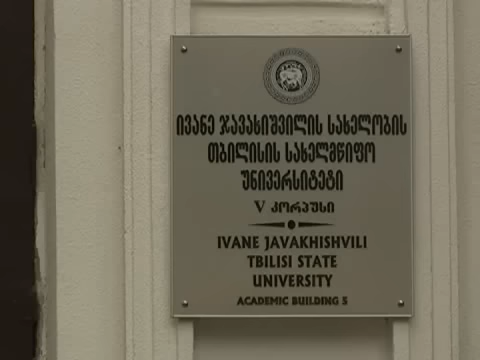 ივანე ჯავახიშვილის სახელობის
თბილისის სახელმწიფო
უნივერსიტეტი
V კორპუსი
IVANE JAVAKHISHVILI
TBILISI STATE
UNIVERSITY
ACADEMIC BUILDING 5